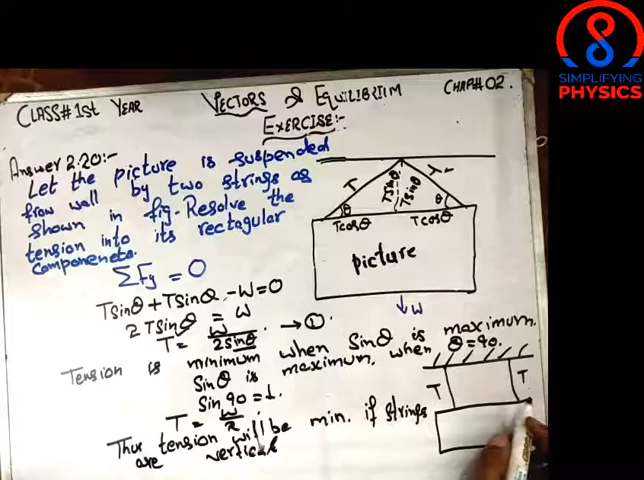 SIMPLIFYING
PHYSICS
CLASS# 1st YEAR
VECTORS & EQUILIBRIUM
CHAP# 02.
EXERCISE:-
Answer 2.20:-
Let the picture is suspended
from wall by two strings as
shown in fig. Resolve the
tension into its rectagular
componenets.
ΣFy = 0
Tsinθ + Tsinθ - W = 0
2Tsinθ = W
T = W / 2sinθ → ①
Tension is minimum when Sinθ is maximum.
Sinθ is maximum, when θ = 90.
Sin 90 = 1.
T = W/2
Thus tension will be min. if strings
are vertical
T
T
Tsinθ
Tsinθ
θ
θ
Tcosθ
Tcosθ
picture
W
T
T